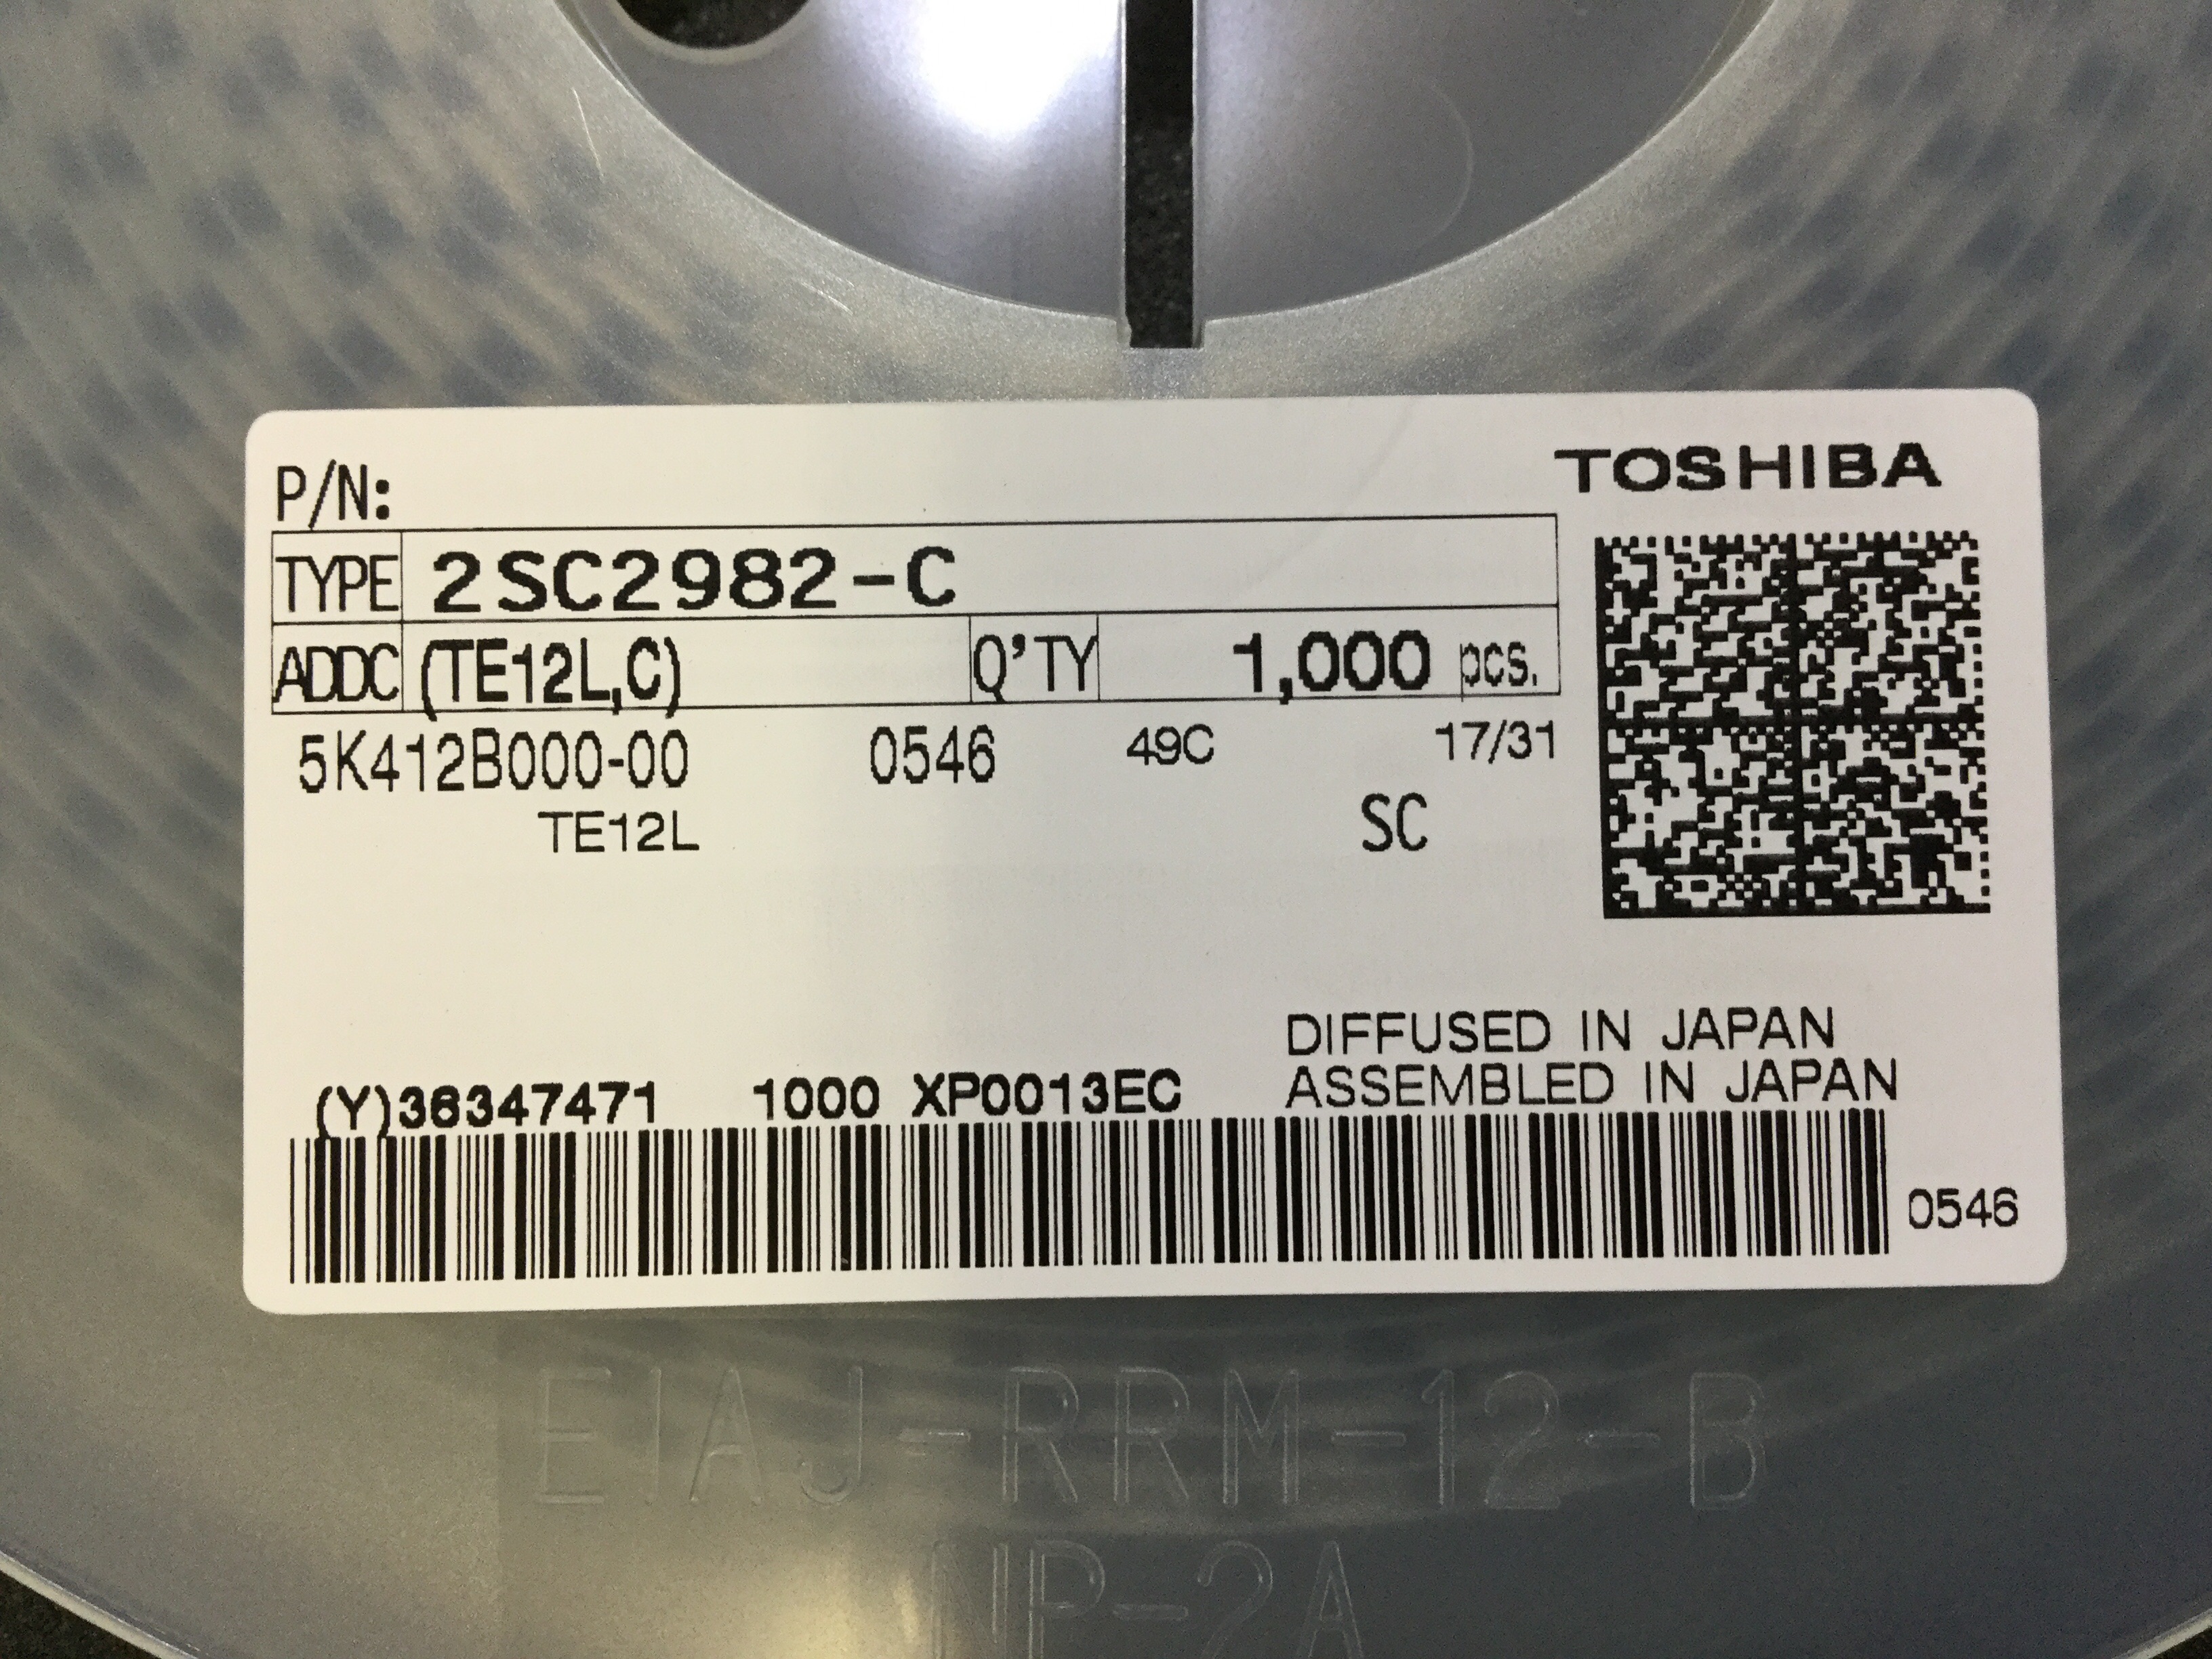 P/N:
TOSHIBA
TYPE 2SC2982-C
ADDC (TE12L,C) Q'TY 1,000 pcs.
5K412B000-00 0546 49C 17/31
TE12L SC
DIFFUSED IN JAPAN
(Y)36347471 1000 XP0013EC ASSEMBLED IN JAPAN
0546
EIAJ-RRM-12-B
NP-2A